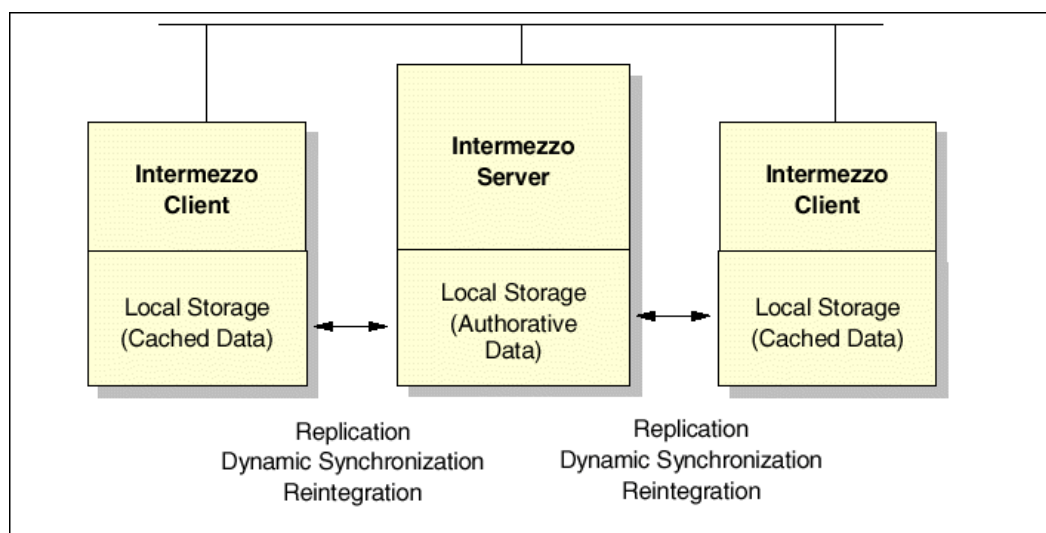 Intermezzo
Client
Local Storage
(Cached Data)
Intermezzo
Server
Local Storage
(Authorative
Data)
Intermezzo
Client
Local Storage
(Cached Data)
Replication
Dynamic Synchronization
Reintegration
Replication
Dynamic Synchronization
Reintegration